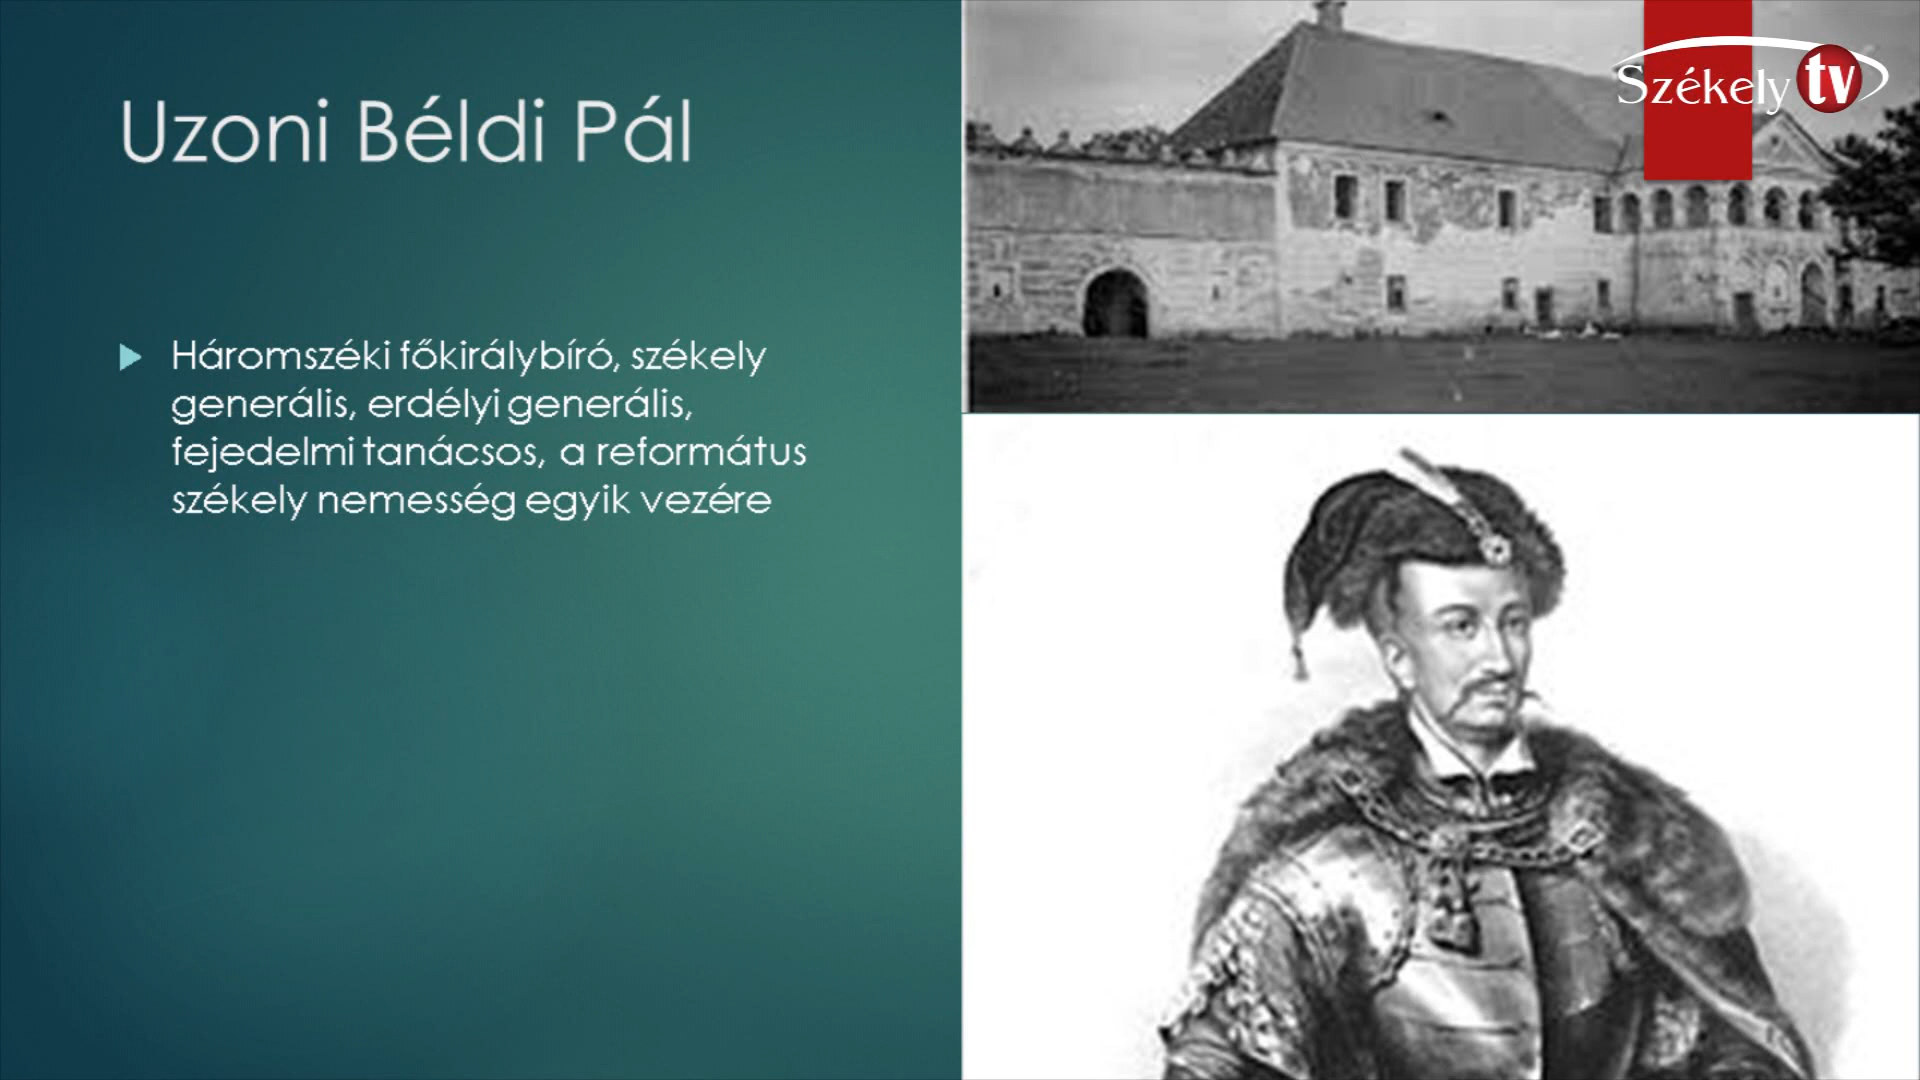 Uzoni Béldi Pál
Székely tv
Háromszéki főkirálybíró, székely
generális, erdélyi generális,
fejedelmi tanácsos, a református
székely nemesség egyik vezére